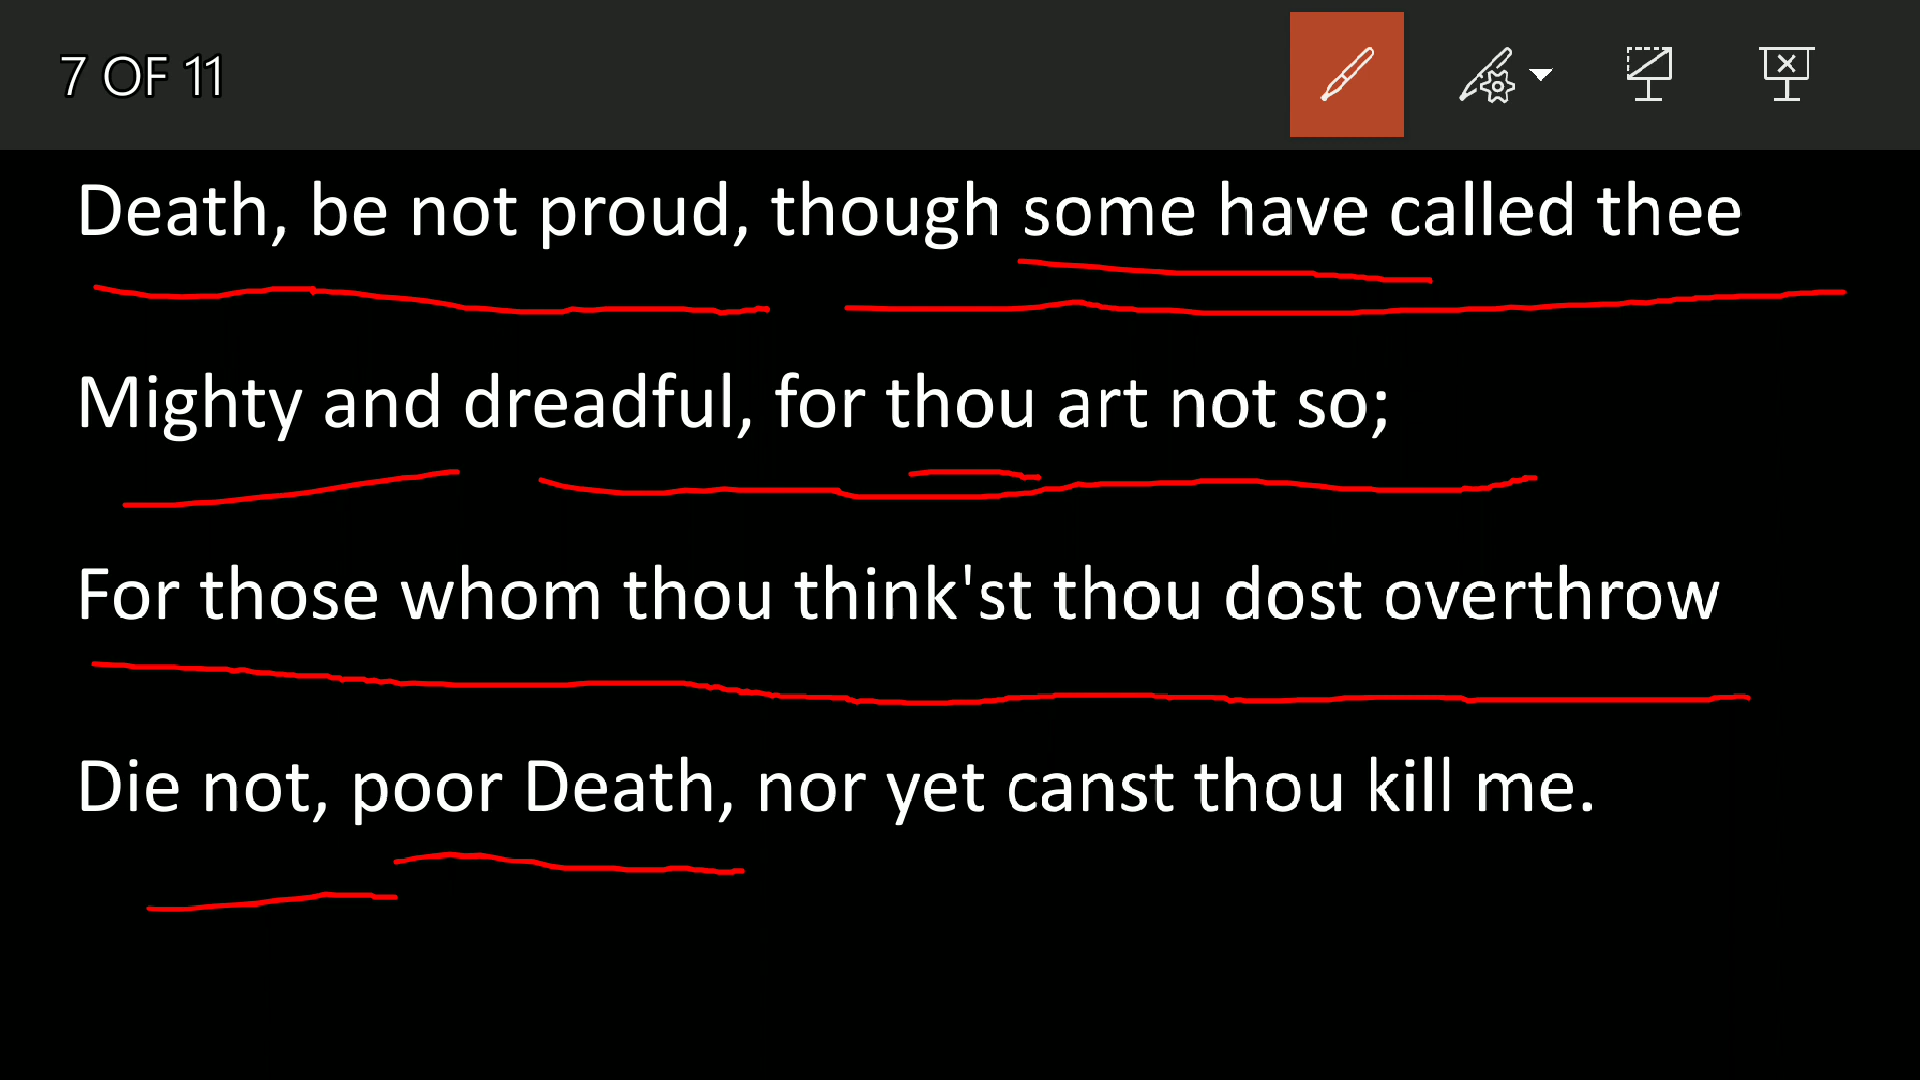 7 OF 11
Death, be not proud, though some have called thee
Mighty and dreadful, for thou art not so;
For those whom thou think'st thou dost overthrow
Die not, poor Death, nor yet canst thou kill me.